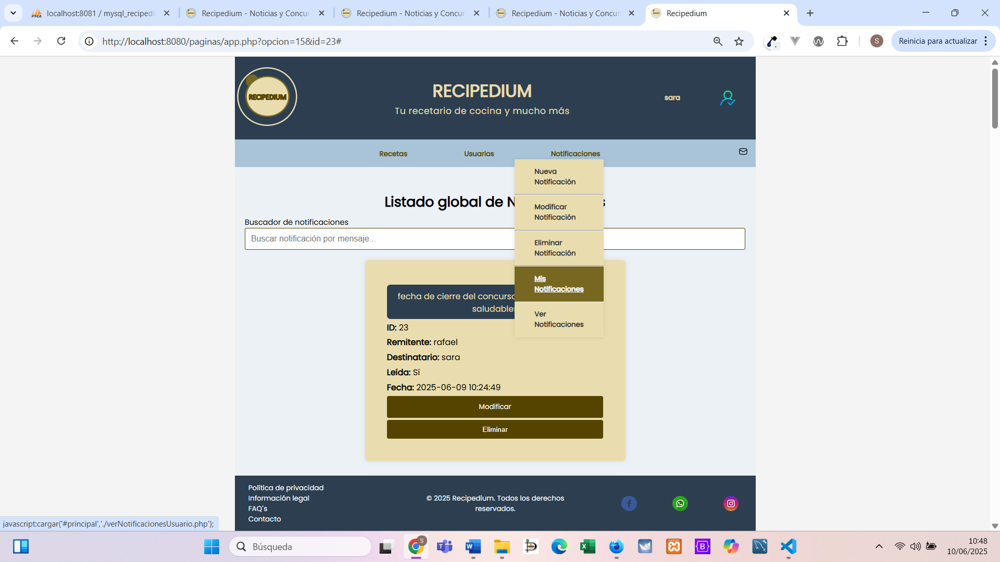 localhost:8081 / mysql_recipedi
Recipedium - Noticias y Concur
Recipedium - Noticias y Concur
Recipedium - Noticias y Concur
Recipedium
http://localhost:8080/paginas/app.php?opcion=15&id=23#
S
Reinicia para actualizar
RECIPEDIUM
RECIPEDIUM
Tu recetario de cocina y mucho más
sara
Recetas
Usuarios
Notificaciones
Nueva
Notificación
Modificar
Notificación
Eliminar
Notificación
Mis
Notificaciones
Ver
Notificaciones
Listado global de N s
Buscador de notificaciones
Buscar notificación por mensaje...
fecha de cierre del concurso
saludables
ID: 23
Remitente: rafael
Destinatario: sara
Leída: Sí
Fecha: 2025-06-09 10:24:49
Modificar
Eliminar
Política de privacidad
Información legal
FAQ´s
Contacto
© 2025 Recipedium. Todos los derechos
reservados.
javascript:cargar('#principal','./verNotificacionesUsuario.php');
Búsqueda
10:48
10/06/2025